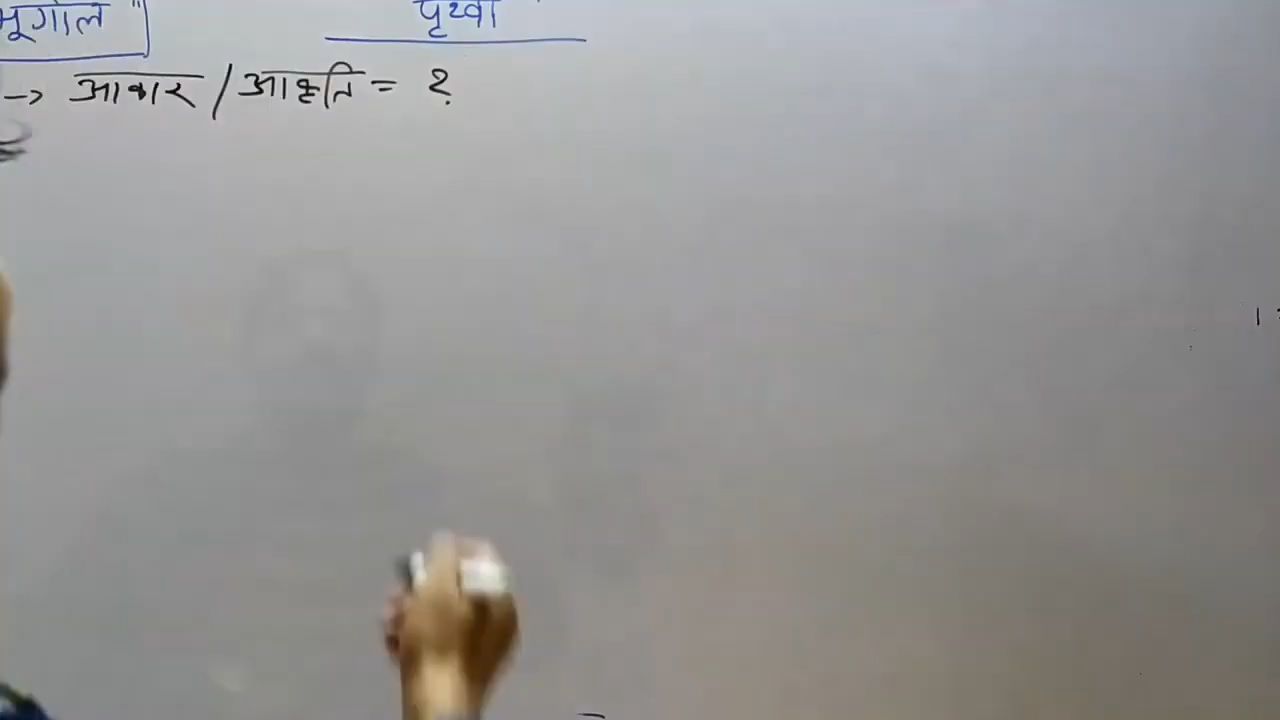 भूगोल" पृथ्वी
→ आकार / आकृति = ?